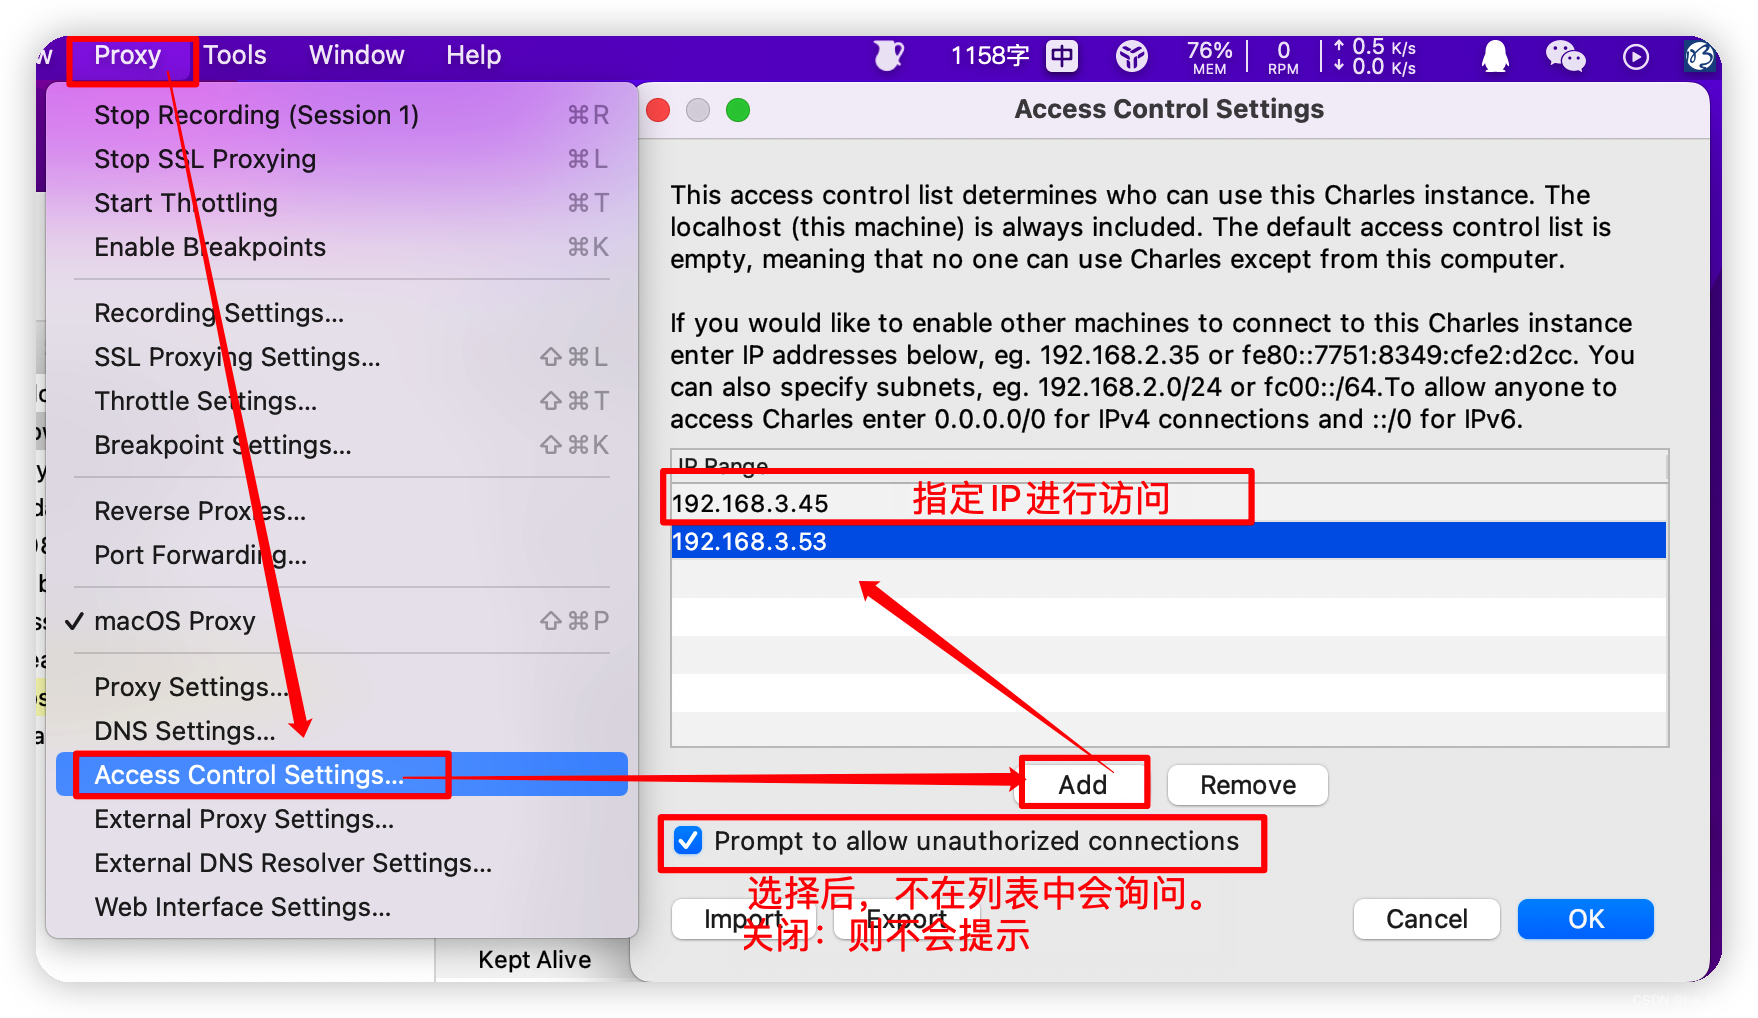 w Proxy Tools Window Help 1158字 中 76% MEM 0 RPM ↑ 0.5 K/s ↓ 0.0 K/s
Stop Recording (Session 1) ⌘R
Stop SSL Proxying ⌘L
Start Throttling ⌘T
Enable Breakpoints ⌘K
Recording Settings...
SSL Proxying Settings... ⇧⌘L
Throttle Settings... ⇧⌘T
Breakpoint Settings... ⇧⌘K
Reverse Proxies...
Port Forwarding...
✓ macOS Proxy ⇧⌘P
Proxy Settings...
DNS Settings...
Access Control Settings...
External Proxy Settings...
External DNS Resolver Settings...
Web Interface Settings...
Kept Alive
Access Control Settings
This access control list determines who can use this Charles instance. The
localhost (this machine) is always included. The default access control list is
empty, meaning that no one can use Charles except from this computer.
If you would like to enable other machines to connect to this Charles instance
enter IP addresses below, eg. 192.168.2.35 or fe80::7751:8349:cfe2:d2cc. You
can also specify subnets, eg. 192.168.2.0/24 or fc00::/64.To allow anyone to
access Charles enter 0.0.0.0/0 for IPv4 connections and ::/0 for IPv6.
IP Range
192.168.3.45 指定IP进行访问
192.168.3.53
Add Remove
Prompt to allow unauthorized connections
选择后，不在列表中会询问。
Import Export Cancel OK
关闭：则不会提示